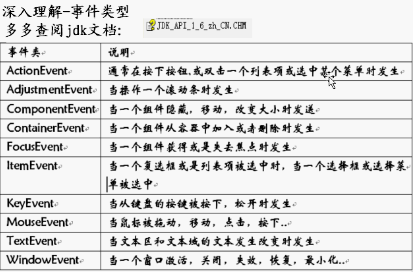 深入理解-事件类型
多多查阅jdk文档:
JDK_API_1_6_zh_CN.CHM
事件类 说明
ActionEvent 通常在按下按钮,或双击一个列表项或选中某个菜单时发生
AdjustmentEvent 当操作一个滚动条时发生
ComponentEvent 当一个组件隐藏,移动,改变大小时发送
ContainerEvent 当一个组件从容器中加入或者删除时发生
FocusEvent 当一个组件获得或是失去焦点时发生
ItemEvent 当一个复选框或是列表项被选中时,当一个选择框或选择菜
单被选中
KeyEvent 当从键盘的按键被按下,松开时发生
MouseEvent 当鼠标被拖动,移动,点击,按下..
TextEvent 当文本区和文本域的文本发生改变时发生
WindowEvent 当一个窗口激活,关闭,失效,恢复,最小化..